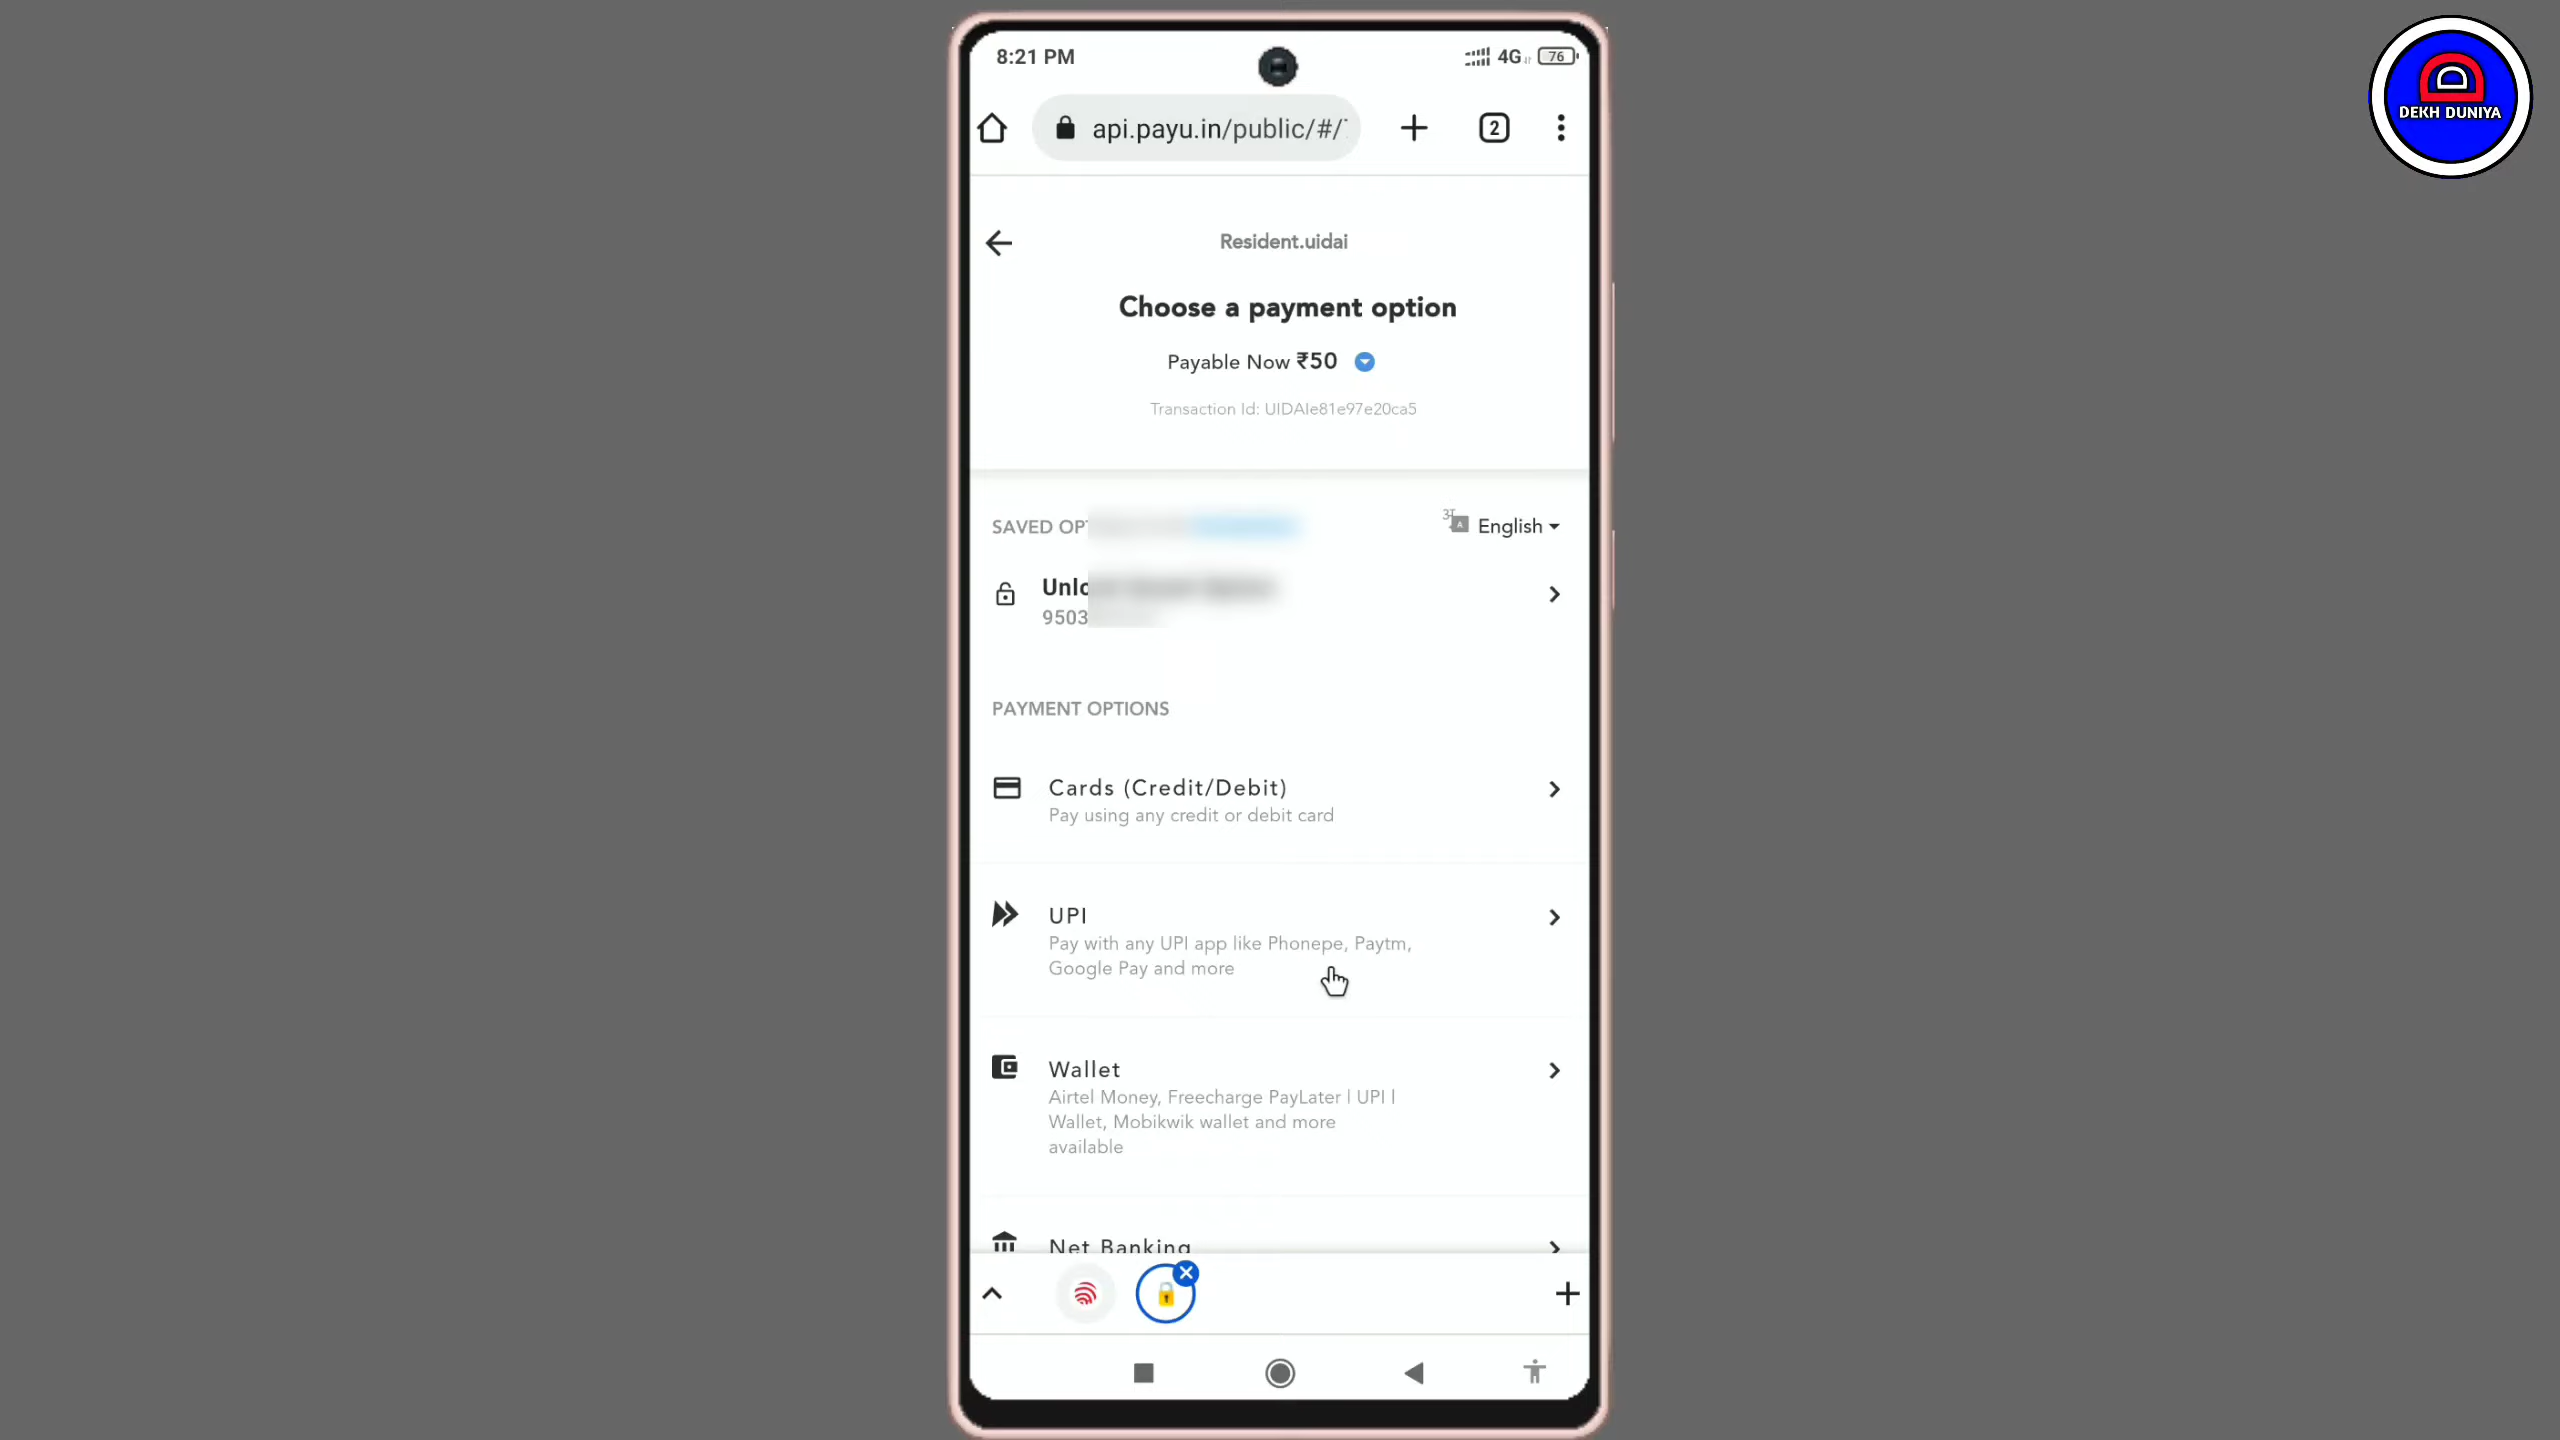 8:21 PM
4G
76
DEKH DUNIYA
api.payu.in/public/#/
2
Resident.uidai
Choose a payment option
Payable Now ₹50
Transaction Id: UIDAIe81e97e20ca5
SAVED
English
9503
PAYMENT OPTIONS
Cards (Credit/Debit)
Pay using any credit or debit card
UPI
Pay with any UPI app like Phonepe, Paytm,
Google Pay and more
Wallet
Airtel Money, Freecharge PayLater | UPI |
Wallet, Mobikwik wallet and more
available
Net Banking